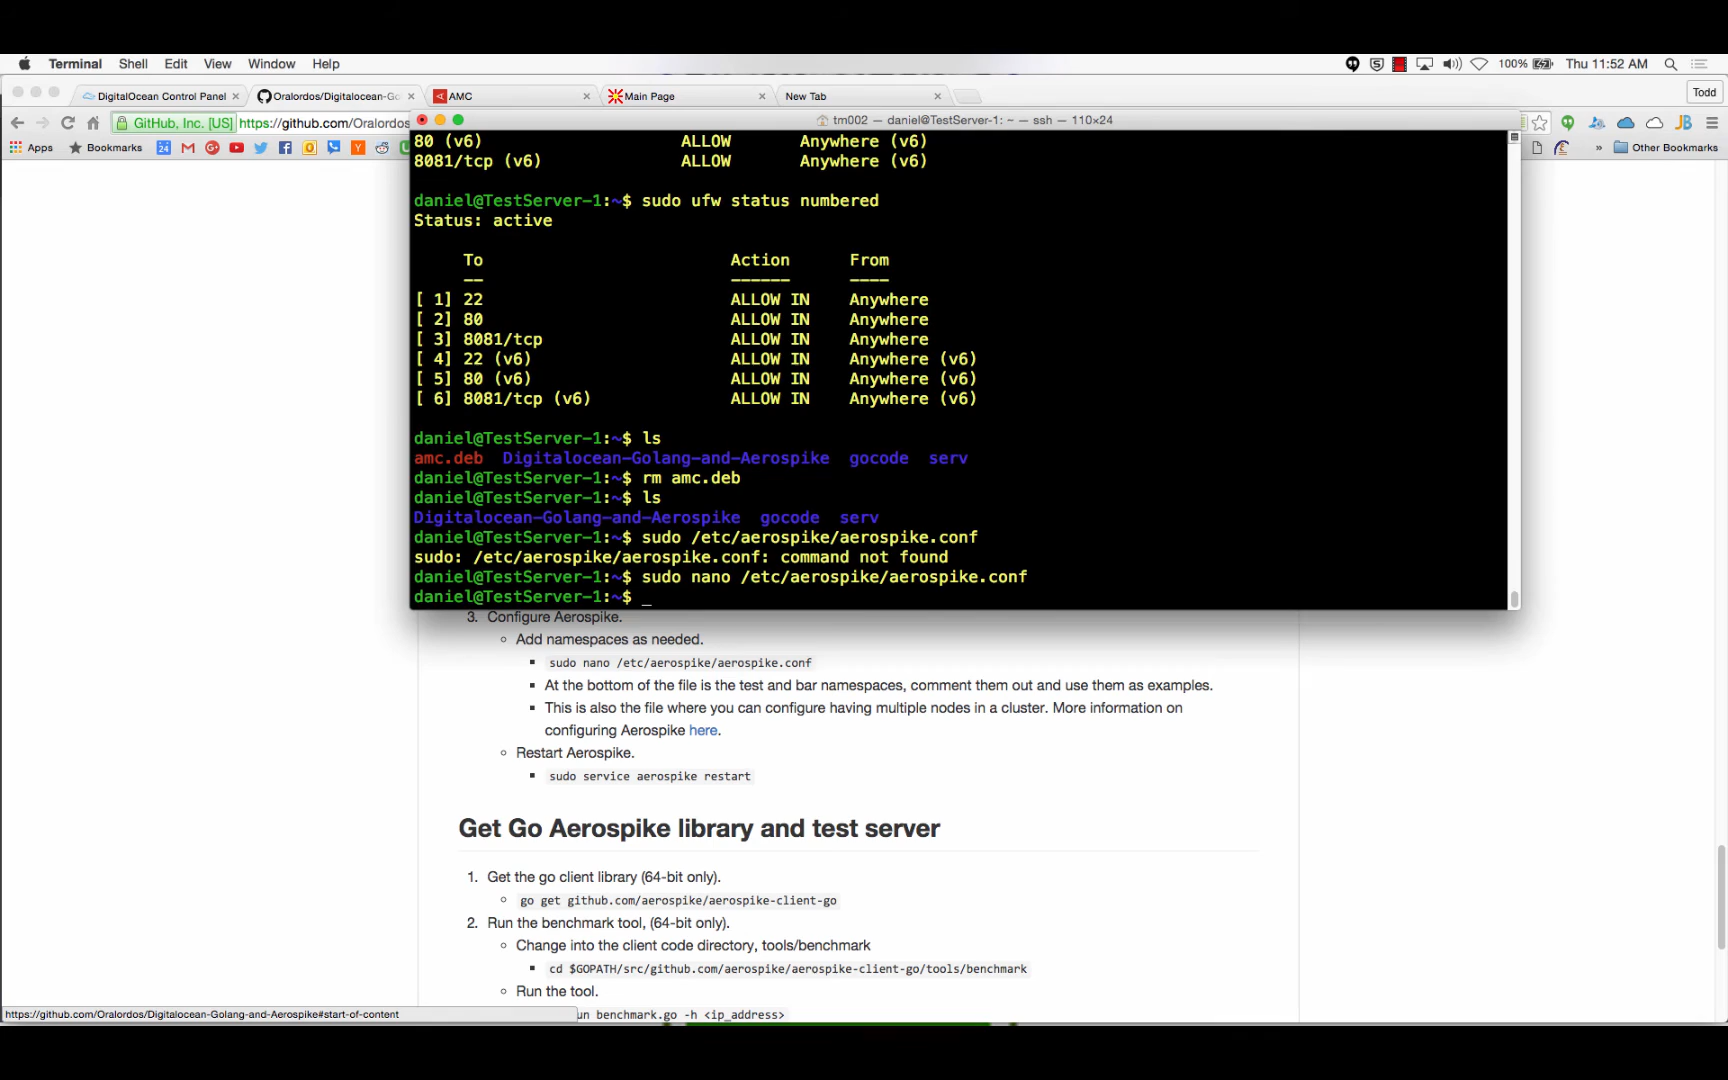 Terminal Shell Edit View Window Help 100% Thu 11:52 AM
DigitalOcean Control Panel × Oralordos/Digitalocean-Go × AMC × Main Page × New Tab × Todd
GitHub, Inc. [US] https://github.com/Oralordos
tm002 — daniel@TestServer-1: ~ — ssh — 110×24
Apps Bookmarks » Other Bookmarks
80 (v6) ALLOW Anywhere (v6)
8081/tcp (v6) ALLOW Anywhere (v6)
daniel@TestServer-1:~$ sudo ufw status numbered
Status: active
To Action From
-- ------ ----
[ 1] 22 ALLOW IN Anywhere
[ 2] 80 ALLOW IN Anywhere
[ 3] 8081/tcp ALLOW IN Anywhere
[ 4] 22 (v6) ALLOW IN Anywhere (v6)
[ 5] 80 (v6) ALLOW IN Anywhere (v6)
[ 6] 8081/tcp (v6) ALLOW IN Anywhere (v6)
daniel@TestServer-1:~$ ls
amc.deb Digitalocean-Golang-and-Aerospike gocode serv
daniel@TestServer-1:~$ rm amc.deb
daniel@TestServer-1:~$ ls
Digitalocean-Golang-and-Aerospike gocode serv
daniel@TestServer-1:~$ sudo /etc/aerospike/aerospike.conf
sudo: /etc/aerospike/aerospike.conf: command not found
daniel@TestServer-1:~$ sudo nano /etc/aerospike/aerospike.conf
daniel@TestServer-1:~$ _
3. Configure Aerospike.
Add namespaces as needed.
sudo nano /etc/aerospike/aerospike.conf
At the bottom of the file is the test and bar namespaces, comment them out and use them as examples.
This is also the file where you can configure having multiple nodes in a cluster. More information on
configuring Aerospike here.
Restart Aerospike.
sudo service aerospike restart
Get Go Aerospike library and test server
1. Get the go client library (64-bit only).
go get github.com/aerospike/aerospike-client-go
2. Run the benchmark tool, (64-bit only).
Change into the client code directory, tools/benchmark
cd $GOPATH/src/github.com/aerospike/aerospike-client-go/tools/benchmark
Run the tool.
un benchmark.go -h <ip_address>
https://github.com/Oralordos/Digitalocean-Golang-and-Aerospike#start-of-content